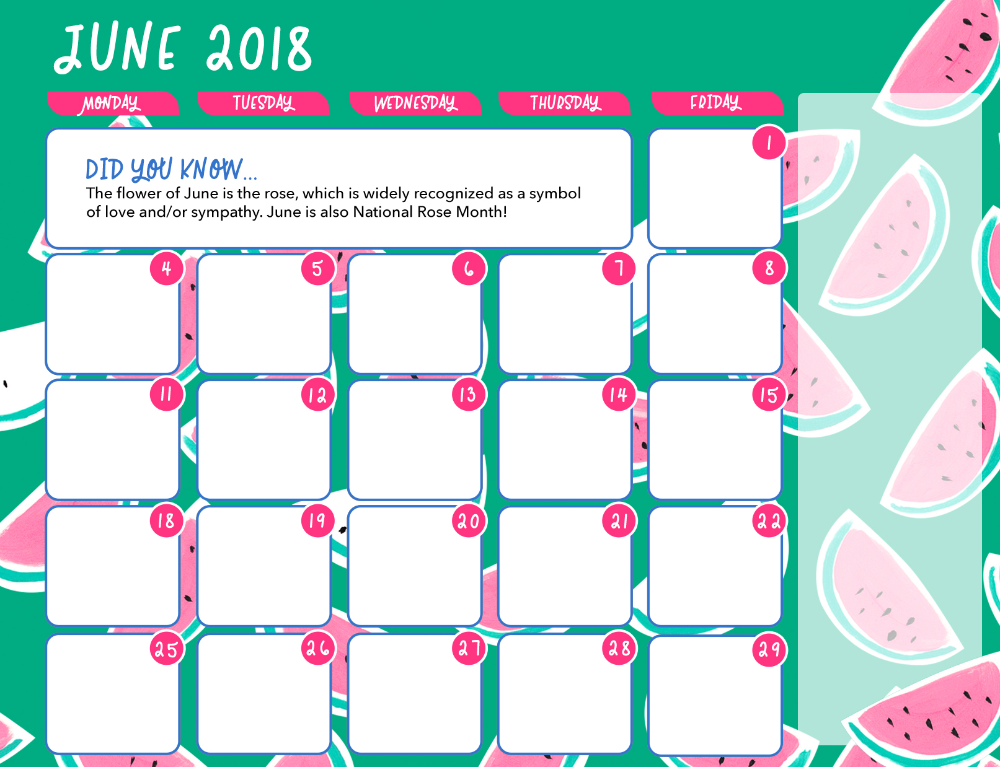 JUNE 2018
MONDAY TUESDAY WEDNESDAY THURSDAY FRIDAY
1
DID YOU KNOW...
The flower of June is the rose, which is widely recognized as a symbol
of love and/or sympathy. June is also National Rose Month!
4 5 6 7 8
11 12 13 14 15
18 19 20 21 22
25 26 27 28 29